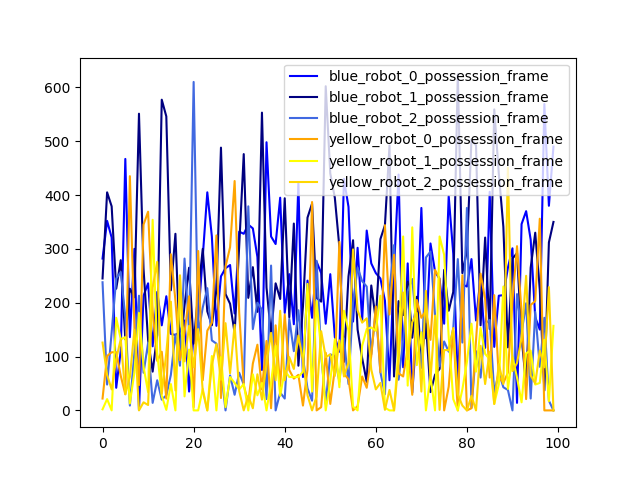 blue_robot_0_possession_frame
blue_robot_1_possession_frame
blue_robot_2_possession_frame
yellow_robot_0_possession_frame
yellow_robot_1_possession_frame
yellow_robot_2_possession_frame
600
500
400
300
200
100
0
0 20 40 60 80 100